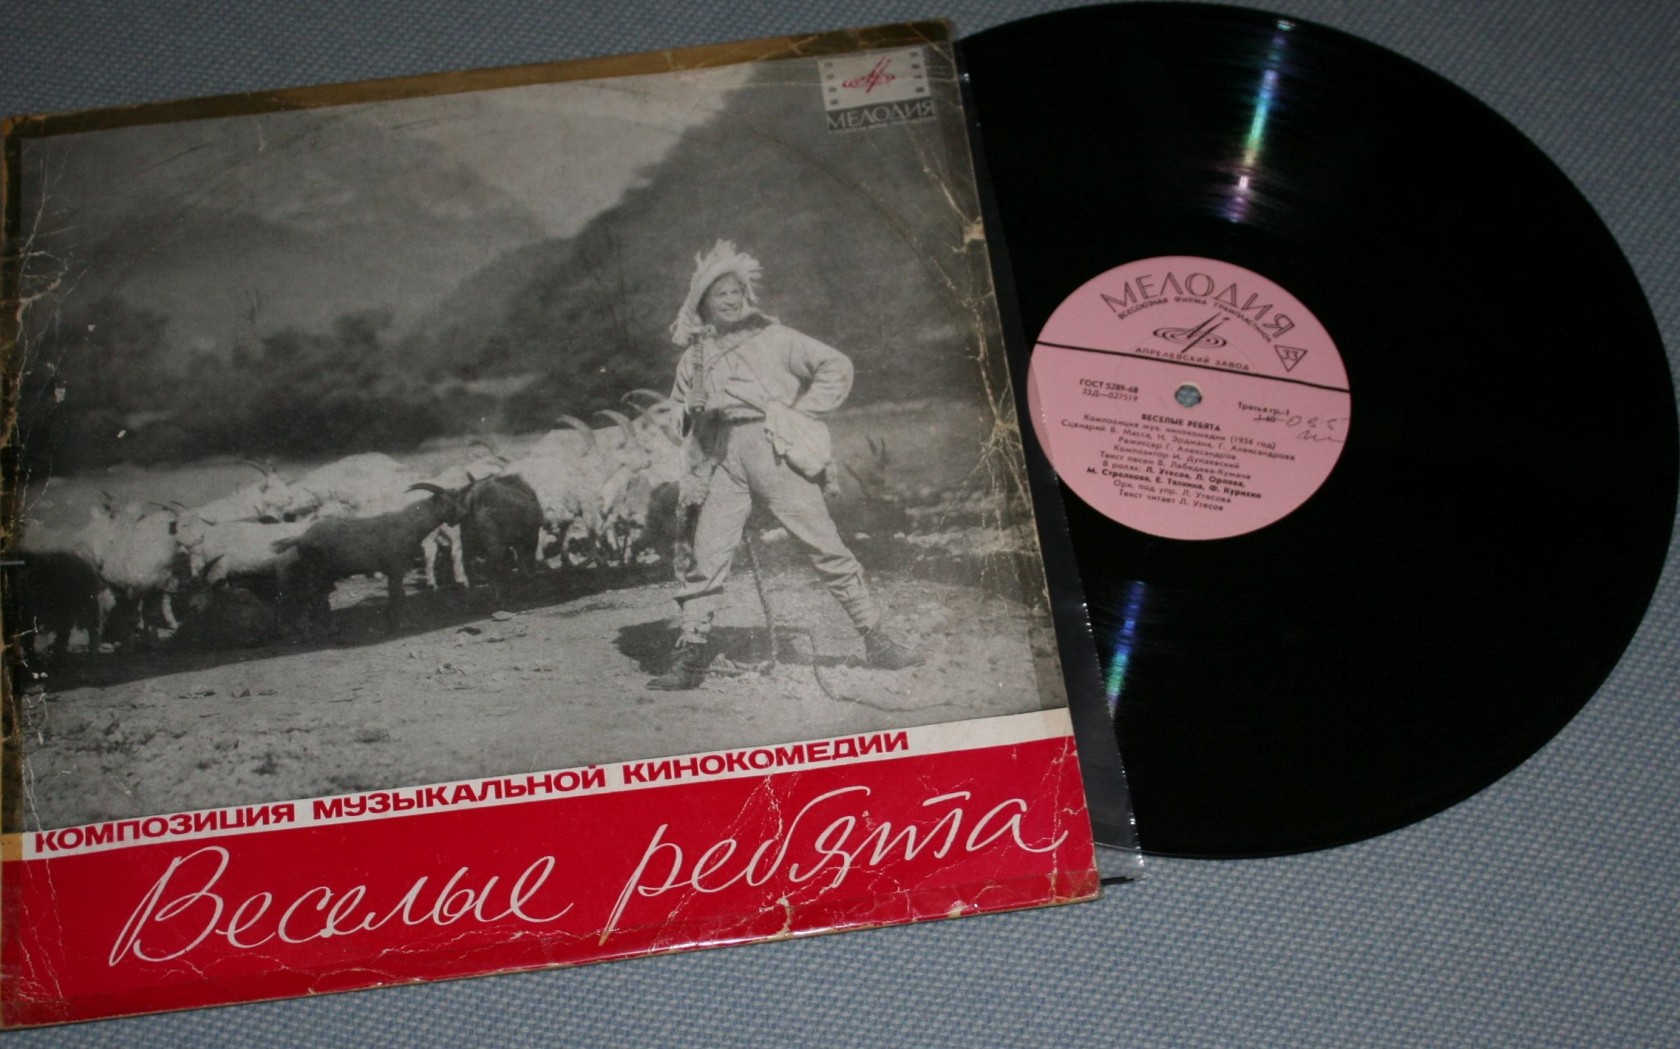 МЕЛОДИЯ
КОМПОЗИЦИЯ МУЗЫКАЛЬНОЙ КИНОКОМЕДИИ
Веселые ребята
МЕЛОДИЯ
ВСЕСОЮЗНАЯ ФИРМА ГРАМПЛАСТИНОК
33
АПРЕЛЕВСКИЙ ЗАВОД
ГОСТ 5289-68
33Д—027519
Третья гр.-1
ВЕСЕЛЫЕ РЕБЯТА
Композиция муз. кинокомедии (1934 год)
Сценарий В. Масса, Н. Эрдмана, Г. Александрова
Режиссер Г. Александров
Композитор И. Дунаевский
Текст песен В. Лебедева-Кумача
В ролях: Л. Утесов, Л. Орлова,
М. Стрелкова, Е. Тяпкина, Ф. Курихин
Орк. под упр. Л. Утесова
Текст читает Л. Утесов